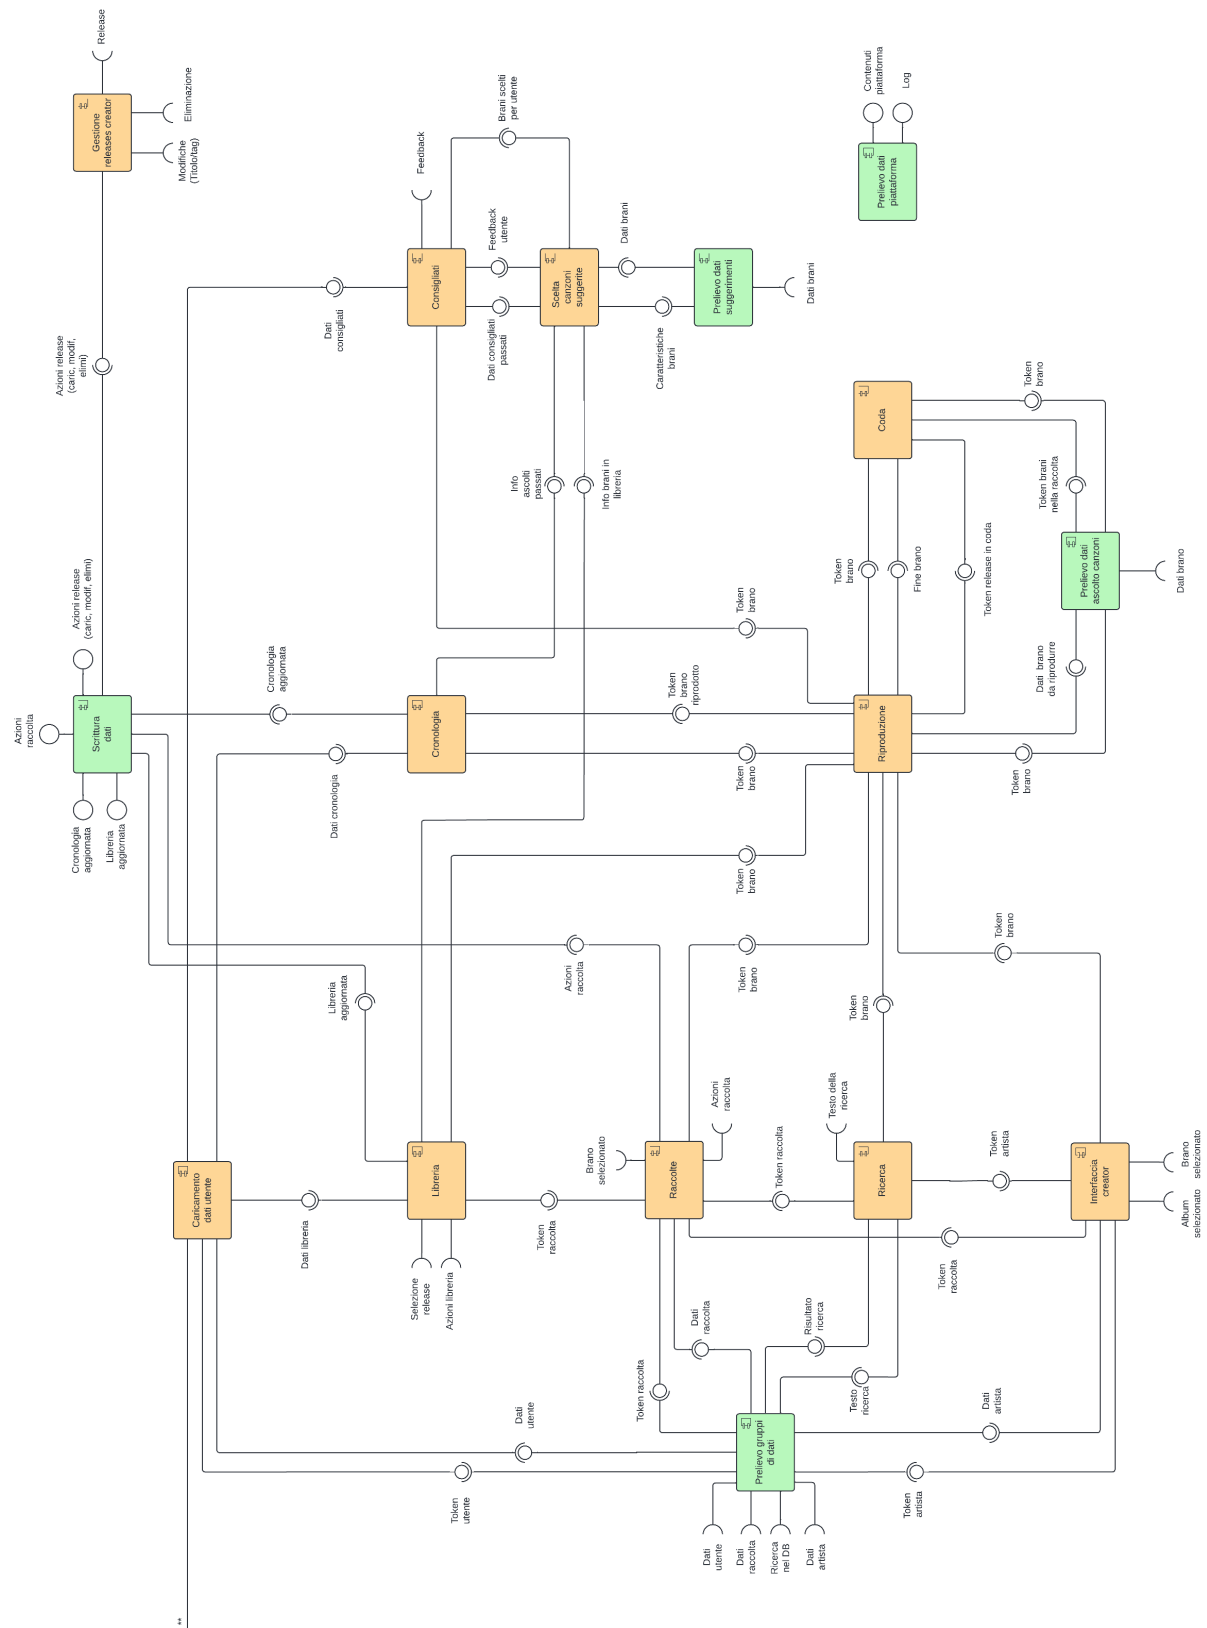 Release
Gestione
releases creator
Eliminazione
Modifiche
(Titolo/tag)
Azioni release
(caric, modif,
elimi)
Azioni release
(caric, modif, elimi)
Azioni
raccolta
Scrittura
dati
Cronologia
aggiornata
Libreria
aggiornata
Feedback
Brani scelti
per utente
Contenuti
piattaforma
Log
Prelievo dati
piattaforma
Dati
consigliati
Consigliati
Feedback
utente
Dati consigliati
passati
Scelta
canzoni
suggerite
Dati brani
Caratteristiche
brani
Prelievo dati
suggerimenti
Dati brani
Info
ascolti
passati
Info brani in
libreria
Coda
Token
brano
Token brani
nella raccolta
Token
brano
Fine brano
Token release in coda
Prelievo dati
ascolto canzoni
Dati brano
Dati brano
da riprodurre
Token
brano
Cronologia
aggiornata
Dati cronologia
Cronologia
Token
brano
riprodotto
Token
brano
Token
brano
Riproduzione
Token
brano
Token
brano
Libreria
aggiornata
Azioni
raccolta
Token
brano
Token
brano
Token
brano
Caricamento
dati utente
Dati libreria
Libreria
Selezione
release
Azioni libreria
Token
raccolta
Brano
selezionato
Raccolte
Azioni
raccolta
Token raccolta
Testo della
ricerca
Ricerca
Token
artista
Interfaccia
creator
Brano
selezionato
Album
selezionato
Token
raccolta
Dati
raccolta
Risultato
ricerca
Token raccolta
Testo
ricerca
Dati
artista
Dati
utente
Token
utente
Prelievo gruppi
di dati
Token
artista
Dati
utente
Dati
raccolta
Ricerca
nel DB
Dati
artista
**